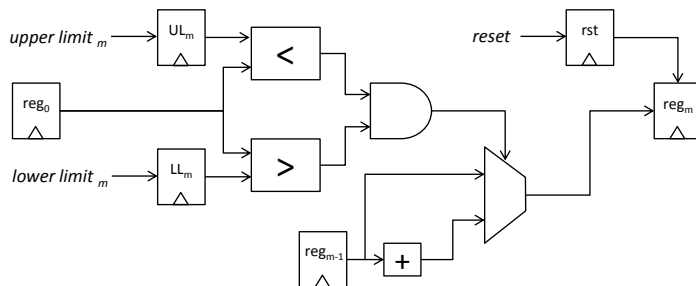 upper limit m
ULm
<
reset
rst
reg0
regm
>
lower limit m
LLm
regm-1
+